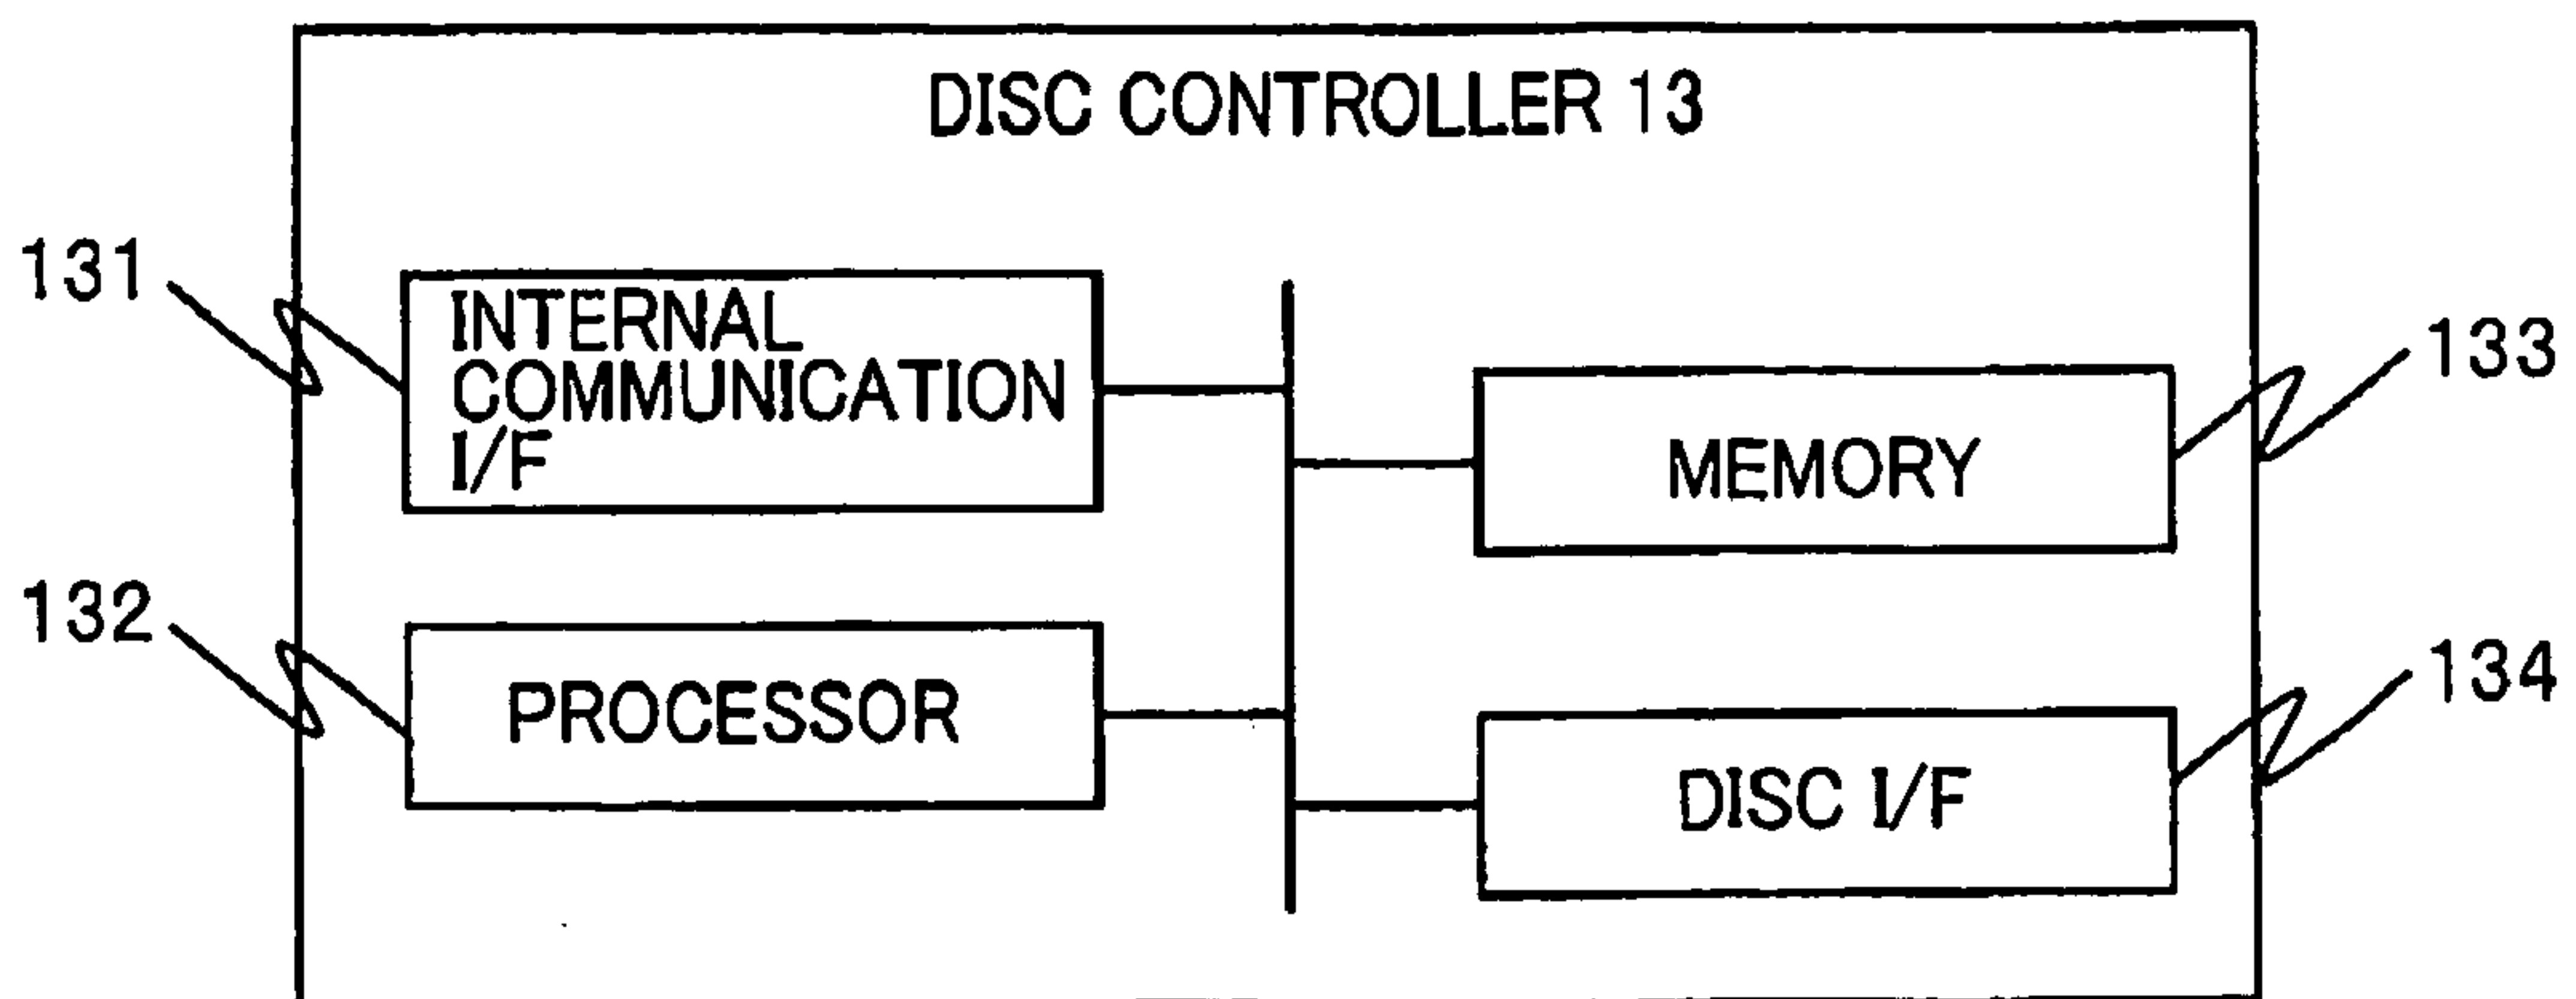 DISC CONTROLLER 13
131
INTERNAL
COMMUNICATION
I/F
133
MEMORY
132
PROCESSOR
134
DISC I/F